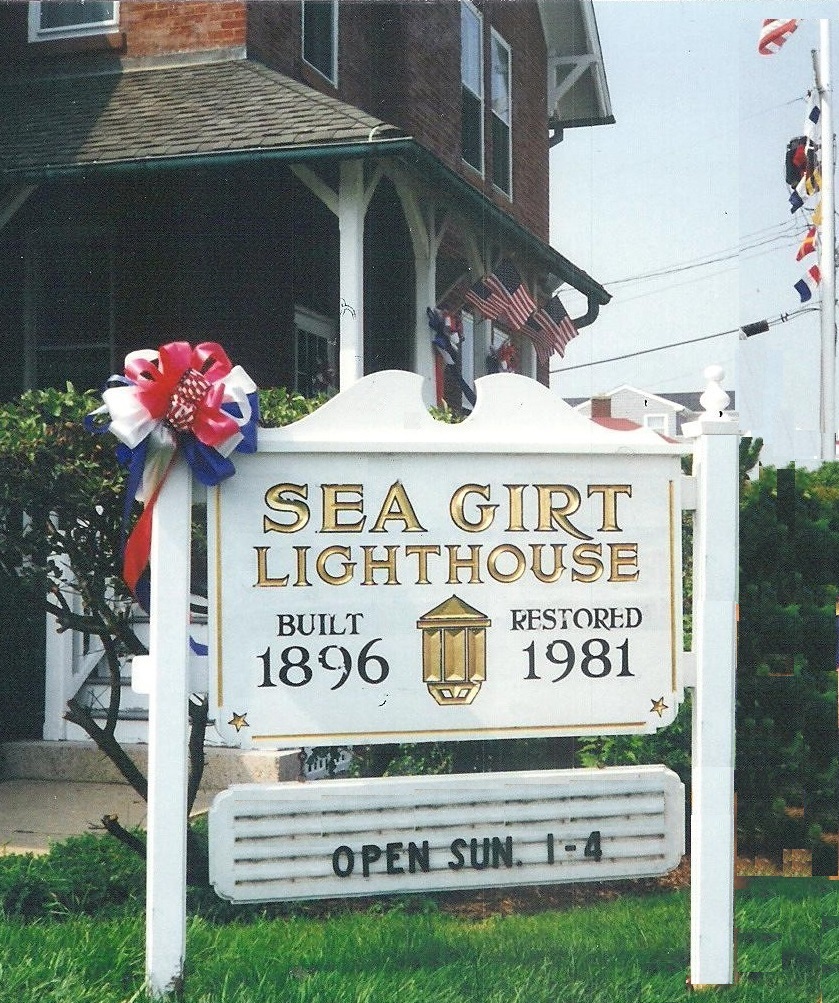 SEA GIRT
LIGHTHOUSE
BUILT
1896
RESTORED
1981
OPEN SUN. 1-4